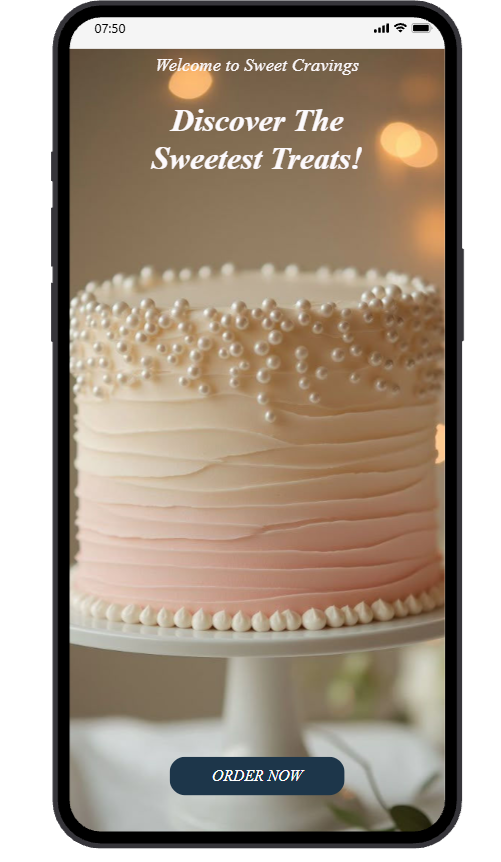 07:50
Welcome to Sweet Cravings
Discover The
Sweetest Treats!
ORDER NOW